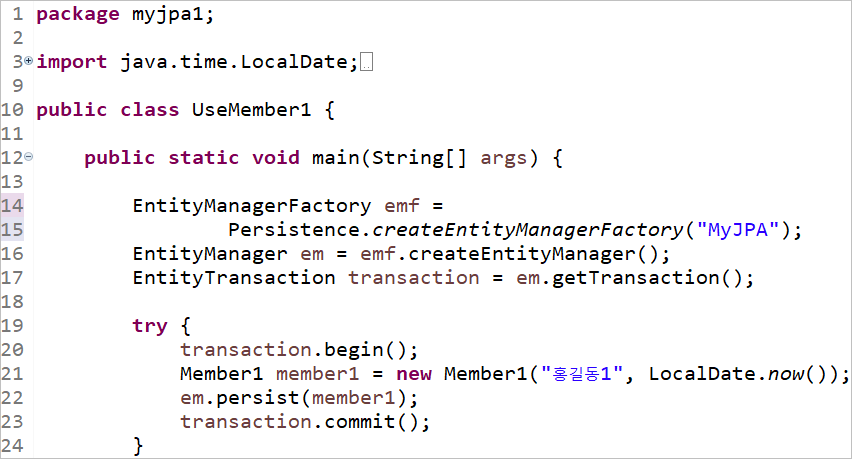 1 package myjpa1;
2
3 import java.time.LocalDate;
9
10 public class UseMember1 {
11
12     public static void main(String[] args) {
13
14         EntityManagerFactory emf =
15                 Persistence.createEntityManagerFactory("MyJPA");
16         EntityManager em = emf.createEntityManager();
17         EntityTransaction transaction = em.getTransaction();
18
19         try {
20             transaction.begin();
21             Member1 member1 = new Member1("홍길동1", LocalDate.now());
22             em.persist(member1);
23             transaction.commit();
24         }